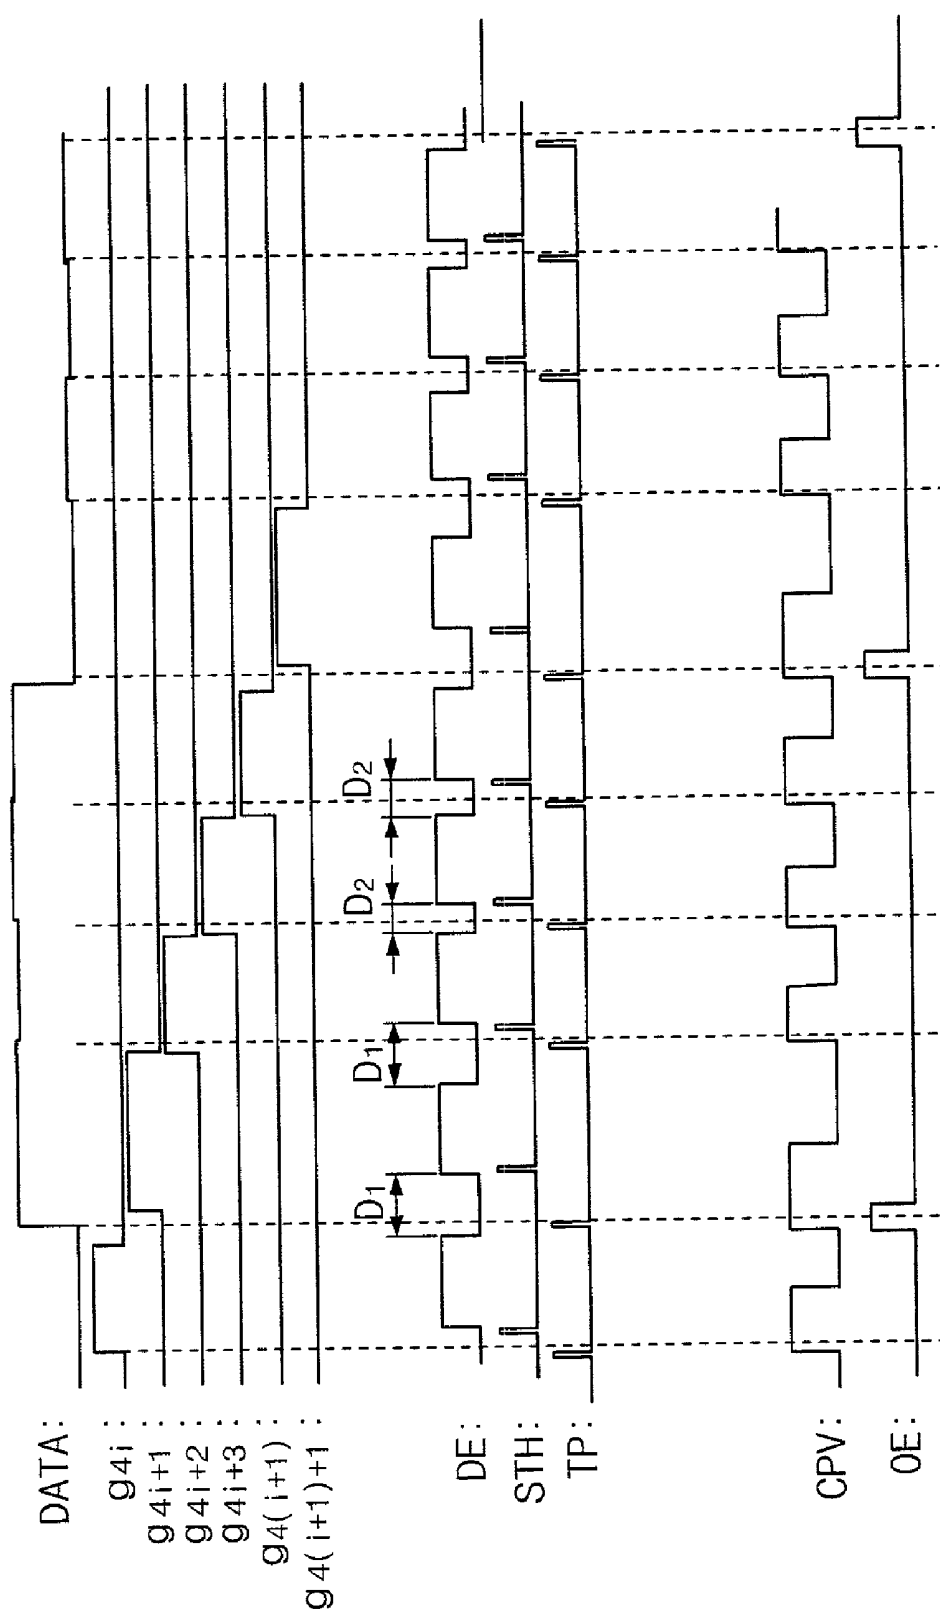 DATA:
g4i :
g4i+1 :
g4i+2 :
g4i+3 :
g4(i+1) :
g4(i+1)+1 :
D1
D1
D2
D2
DE:
STH:
TP:
CPV:
OE: